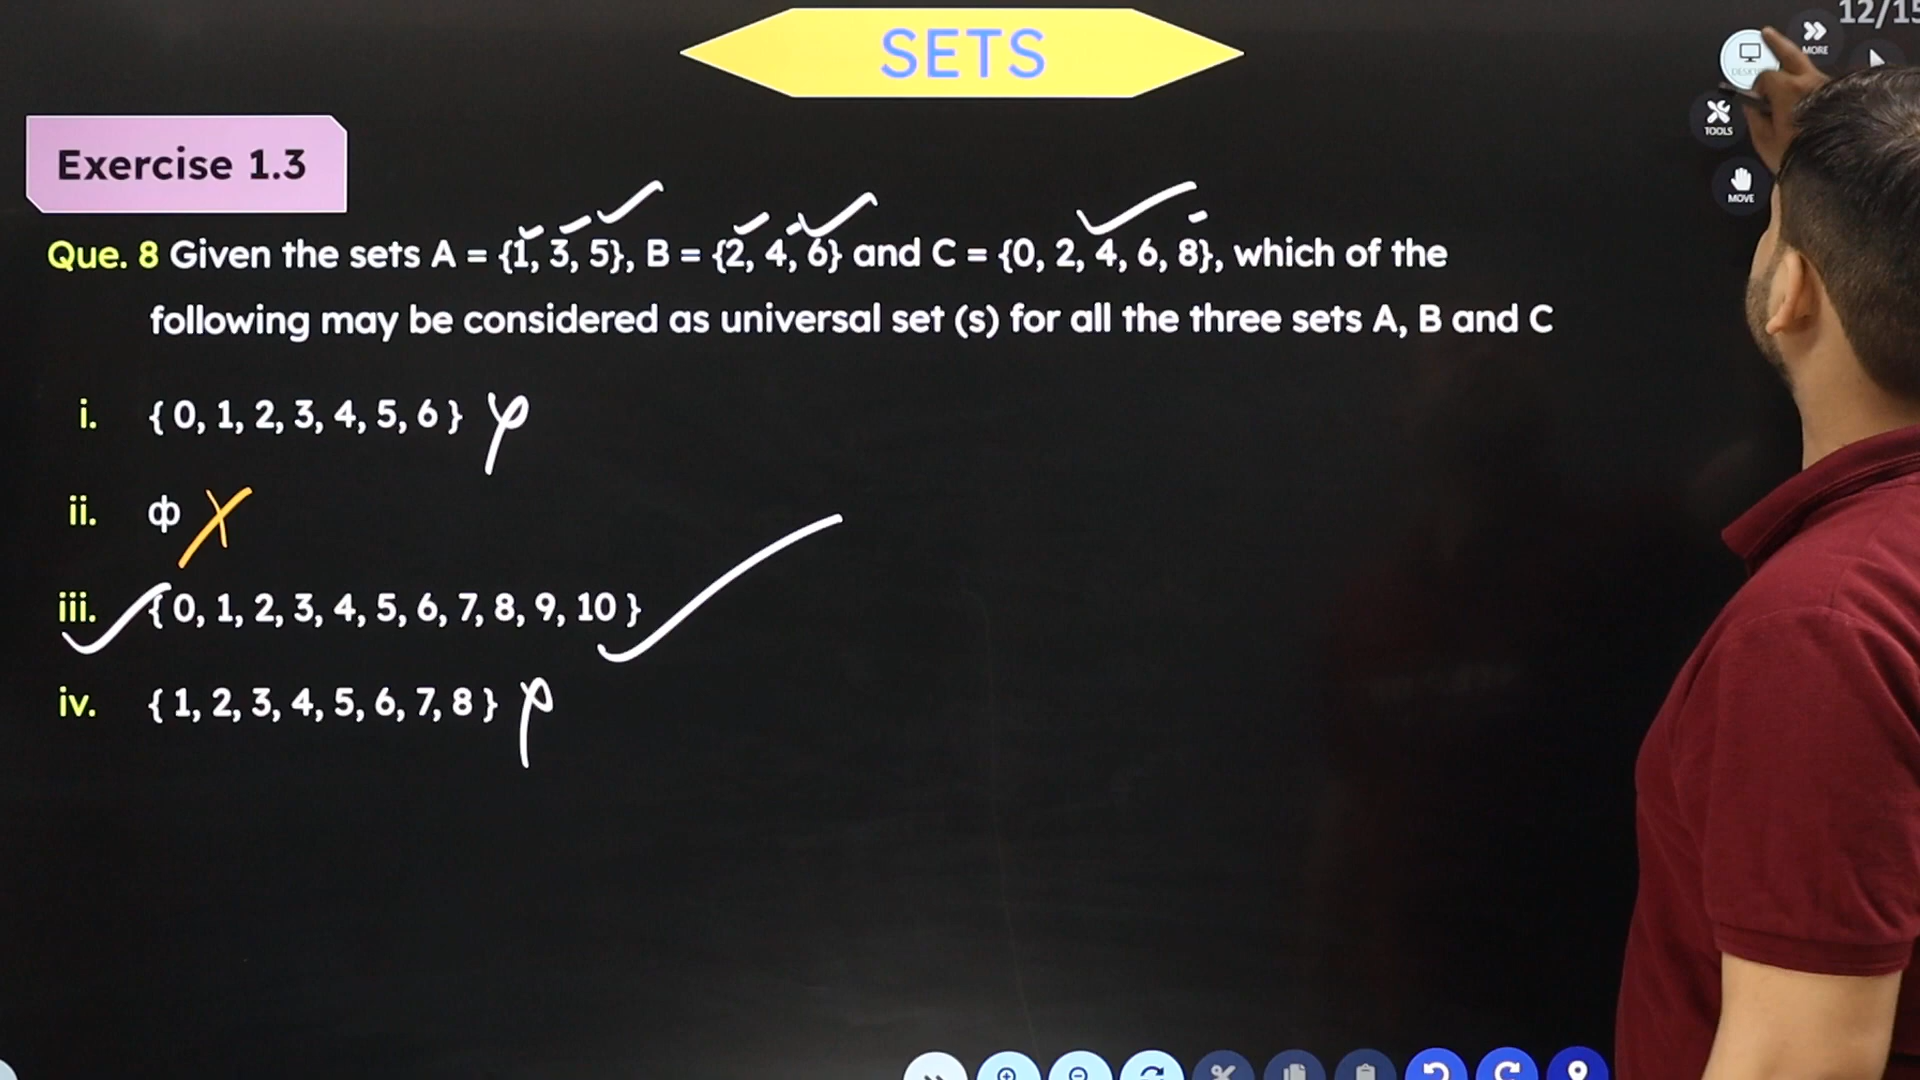 12/15
SETS
MORE
TOOLS
MOVE
Exercise 1.3
Que. 8 Given the sets A = {1, 3, 5}, B = {2, 4, 6} and C = {0, 2, 4, 6, 8}, which of the
following may be considered as universal set (s) for all the three sets A, B and C
i. { 0, 1, 2, 3, 4, 5, 6 }
ii. ф
iii. { 0, 1, 2, 3, 4, 5, 6, 7, 8, 9, 10 }
iv. { 1, 2, 3, 4, 5, 6, 7, 8 }